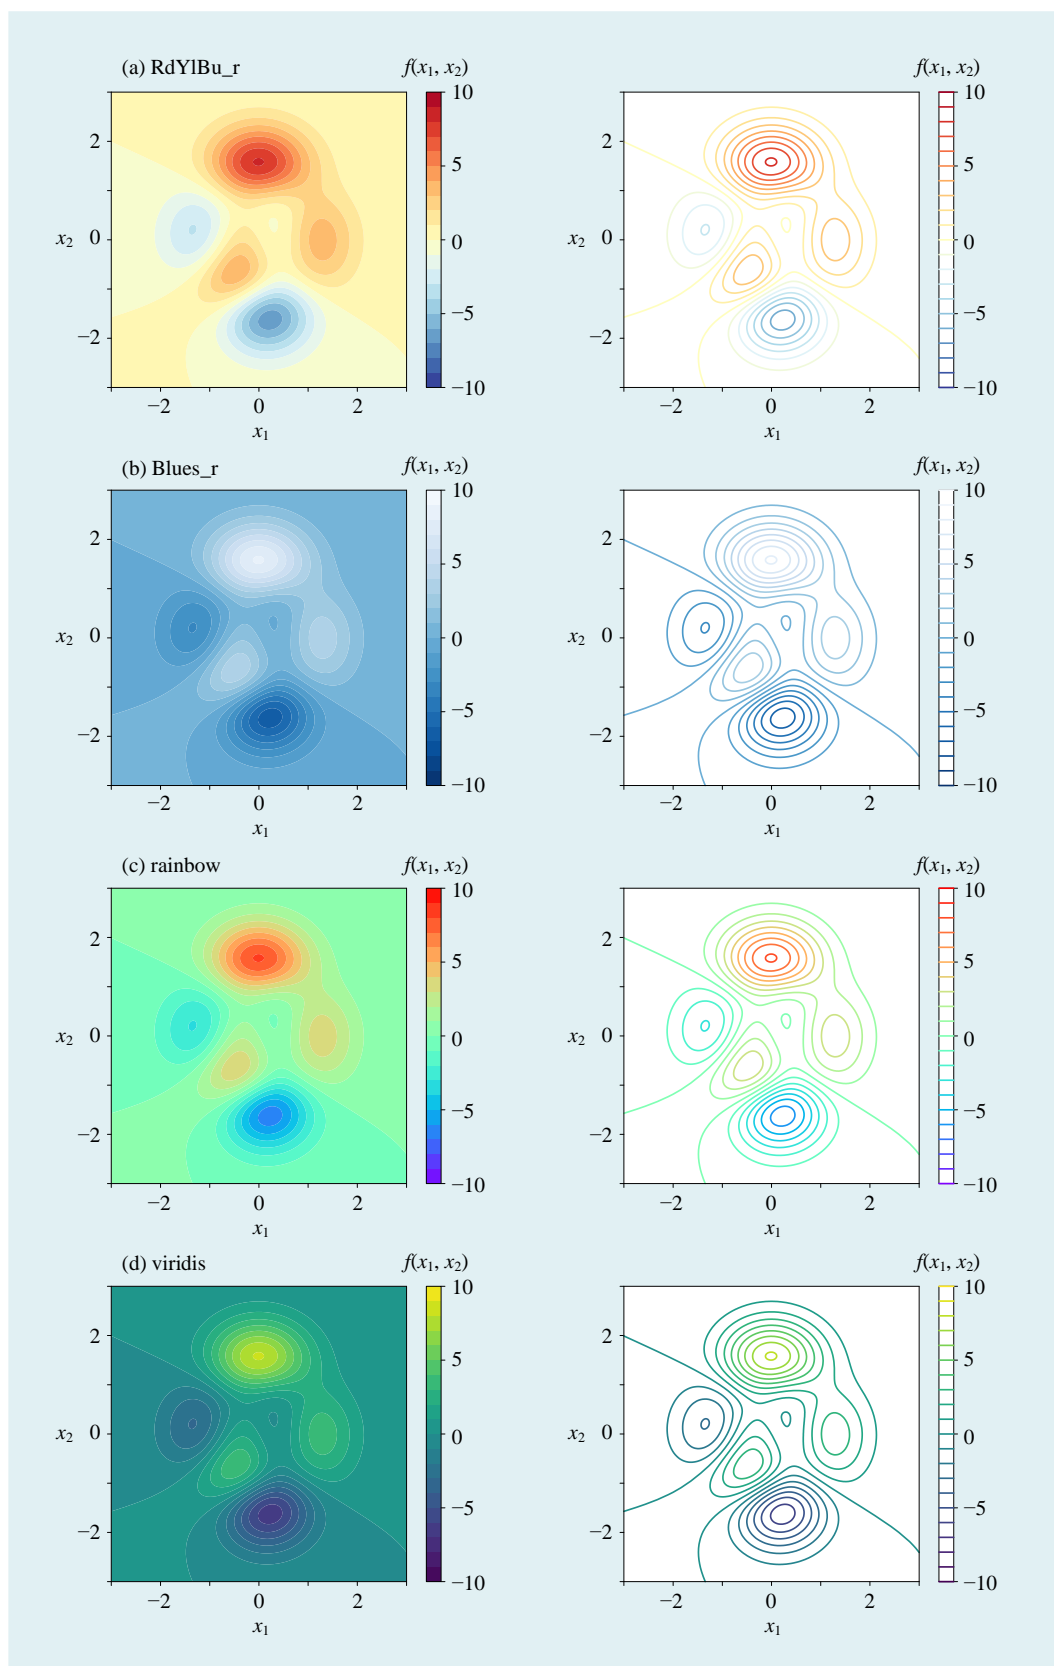 (a) RdYlBu_r f(x1, x2) f(x1, x2)
10 10
2 2
5 5
x2 0 0 x2 0 0
−5 −5
−2 −2
−10 −10
−2 0 2 −2 0 2
x1 x1
(b) Blues_r f(x1, x2) f(x1, x2)
10 10
2 2
5 5
x2 0 0 x2 0 0
−5 −5
−2 −2
−10 −10
−2 0 2 −2 0 2
x1 x1
(c) rainbow f(x1, x2) f(x1, x2)
10 10
2 2
5 5
x2 0 0 x2 0 0
−5 −5
−2 −2
−10 −10
−2 0 2 −2 0 2
x1 x1
(d) viridis f(x1, x2) f(x1, x2)
10 10
2 2
5 5
x2 0 0 x2 0 0
−5 −5
−2 −2
−10 −10
−2 0 2 −2 0 2
x1 x1